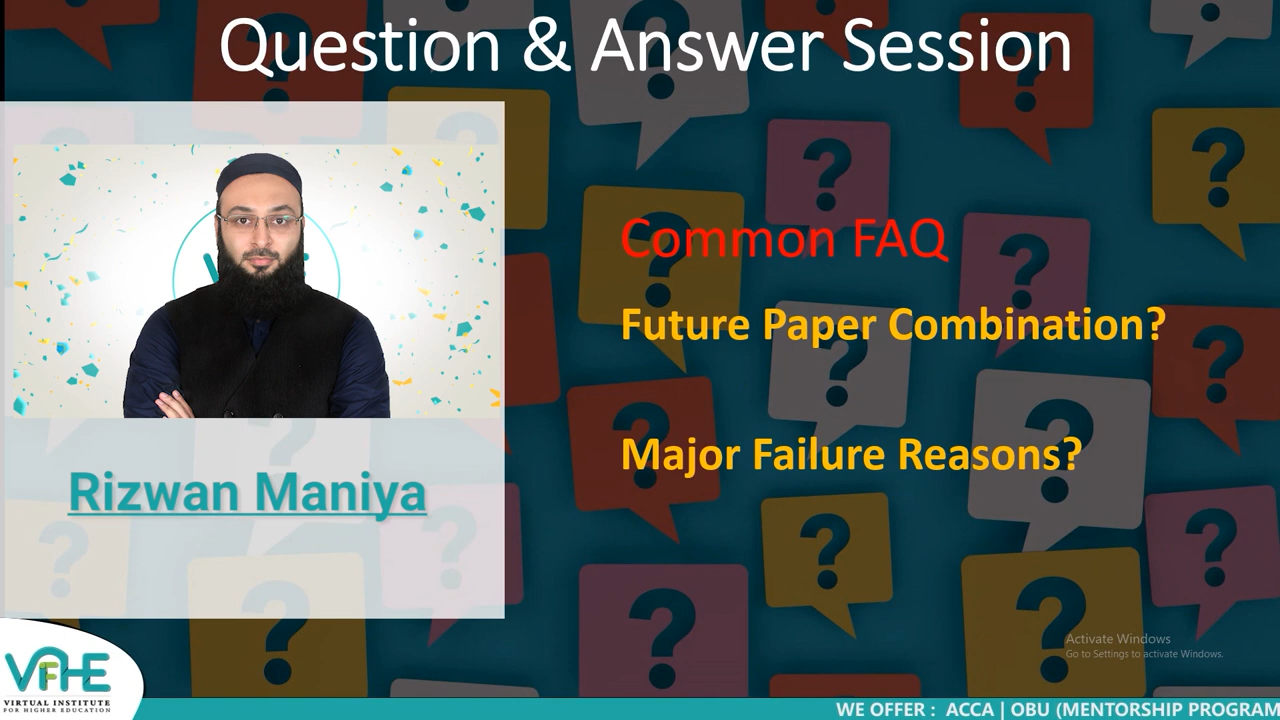 Question & Answer Session
Common FAQ
Future Paper Combination?
Major Failure Reasons?
Rizwan Maniya
Activate Windows
Go to Settings to activate Windows.
VIFHE
VIRTUAL INSTITUTE
FOR HIGHER EDUCATION
WE OFFER : ACCA | OBU (MENTORSHIP PROGRAM